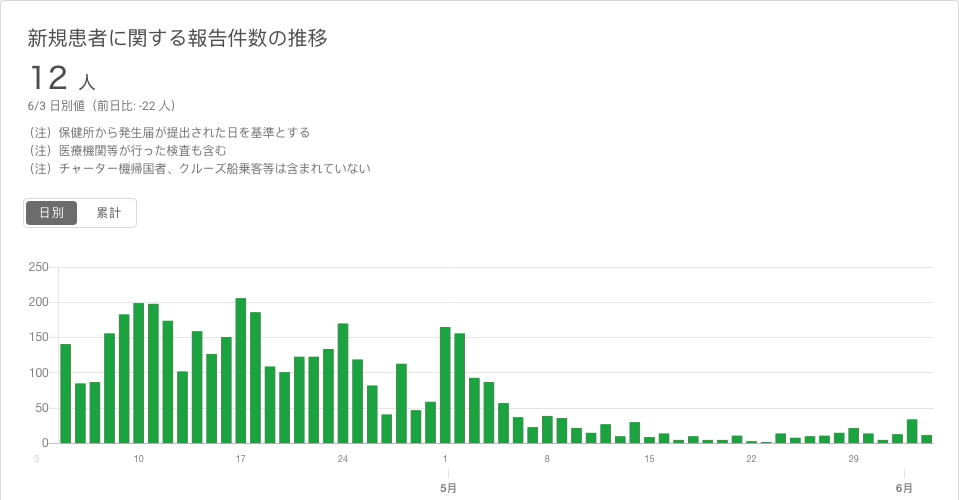 新規患者に関する報告件数の推移
12 人
6/3 日別値（前日比: -22 人）
（注）保健所から発生届が提出された日を基準とする
（注）医療機関等が行った検査も含む
（注）チャーター機帰国者、クルーズ船乗客等は含まれていない
日別 累計
250
200
150
100
50
0
3 10 17 24 1 8 15 22 29
5月 6月